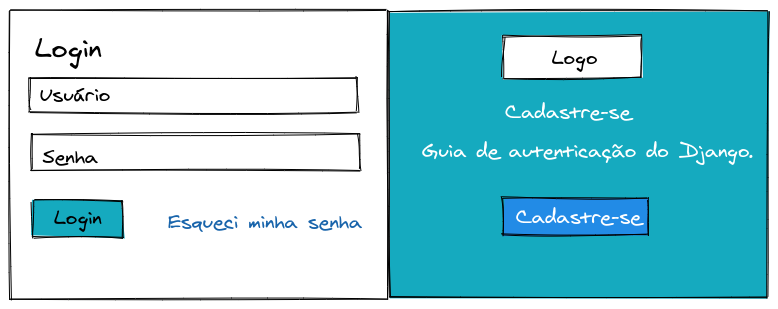 Login
Usuário
Senha
Login
Esqueci minha senha
Logo
Cadastre-se
Guia de autenticação do Django.
Cadastre-se